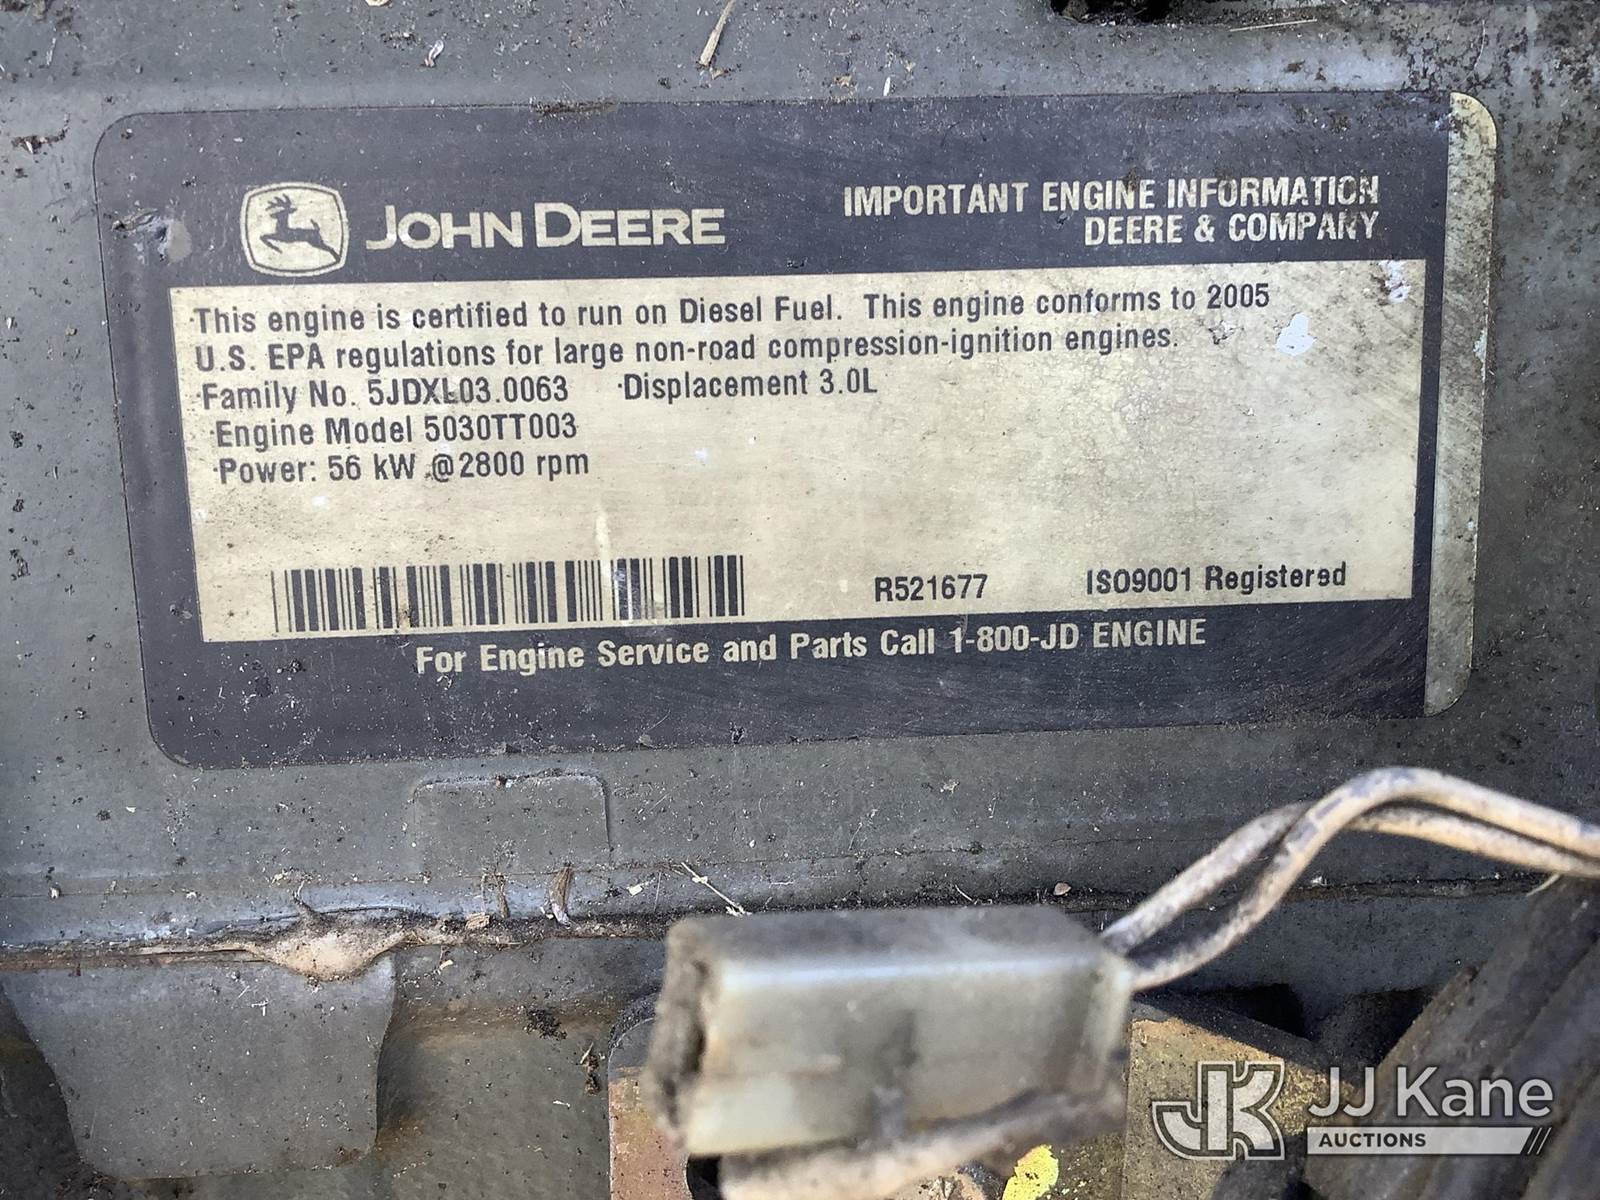 JOHN DEERE
IMPORTANT ENGINE INFORMATION
DEERE & COMPANY
This engine is certified to run on Diesel Fuel. This engine conforms to 2005
U.S. EPA regulations for large non-road compression-ignition engines.
Family No. 5JDXL03.0063 Displacement 3.0L
Engine Model 5030TT003
Power: 56 kW @2800 rpm
R521677
ISO9001 Registered
For Engine Service and Parts Call 1-800-JD ENGINE
JK JJ Kane
AUCTIONS